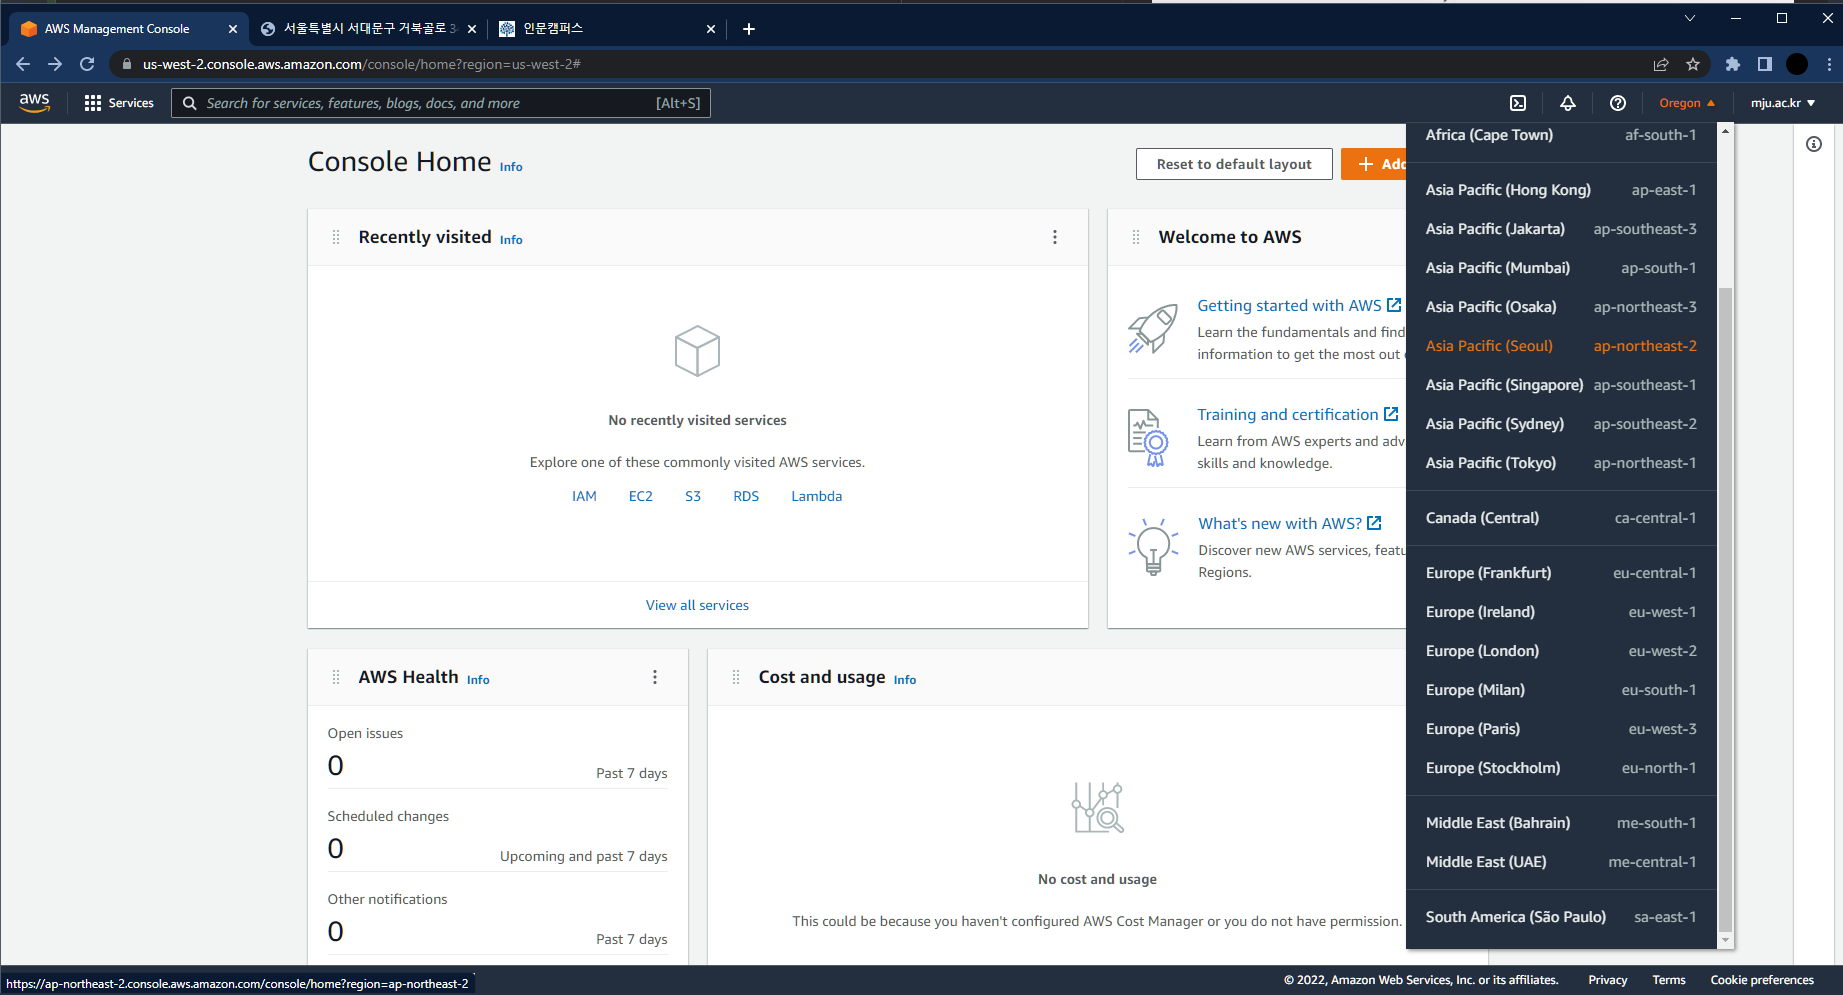 AWS Management Console
서울특별시 서대문구 거북골로 3
인문캠퍼스
us-west-2.console.aws.amazon.com/console/home?region=us-west-2#
aws
Services
Search for services, features, blogs, docs, and more
[Alt+S]
Oregon
mju.ac.kr
Console Home Info
Reset to default layout
Add
Recently visited Info
No recently visited services
Explore one of these commonly visited AWS services.
IAM EC2 S3 RDS Lambda
View all services
Welcome to AWS
Getting started with AWS
Learn the fundamentals and find
information to get the most out
Training and certification
Learn from AWS experts and adv
skills and knowledge.
What's new with AWS?
Discover new AWS services, featu
Regions.
AWS Health Info
Open issues
0
Past 7 days
Scheduled changes
0
Upcoming and past 7 days
Other notifications
0
Past 7 days
Cost and usage Info
No cost and usage
This could be because you haven't configured AWS Cost Manager or you do not have permission.
Africa (Cape Town) af-south-1
Asia Pacific (Hong Kong) ap-east-1
Asia Pacific (Jakarta) ap-southeast-3
Asia Pacific (Mumbai) ap-south-1
Asia Pacific (Osaka) ap-northeast-3
Asia Pacific (Seoul) ap-northeast-2
Asia Pacific (Singapore) ap-southeast-1
Asia Pacific (Sydney) ap-southeast-2
Asia Pacific (Tokyo) ap-northeast-1
Canada (Central) ca-central-1
Europe (Frankfurt) eu-central-1
Europe (Ireland) eu-west-1
Europe (London) eu-west-2
Europe (Milan) eu-south-1
Europe (Paris) eu-west-3
Europe (Stockholm) eu-north-1
Middle East (Bahrain) me-south-1
Middle East (UAE) me-central-1
South America (São Paulo) sa-east-1
https://ap-northeast-2.console.aws.amazon.com/console/home?region=ap-northeast-2
© 2022, Amazon Web Services, Inc. or its affiliates.
Privacy
Terms
Cookie preferences